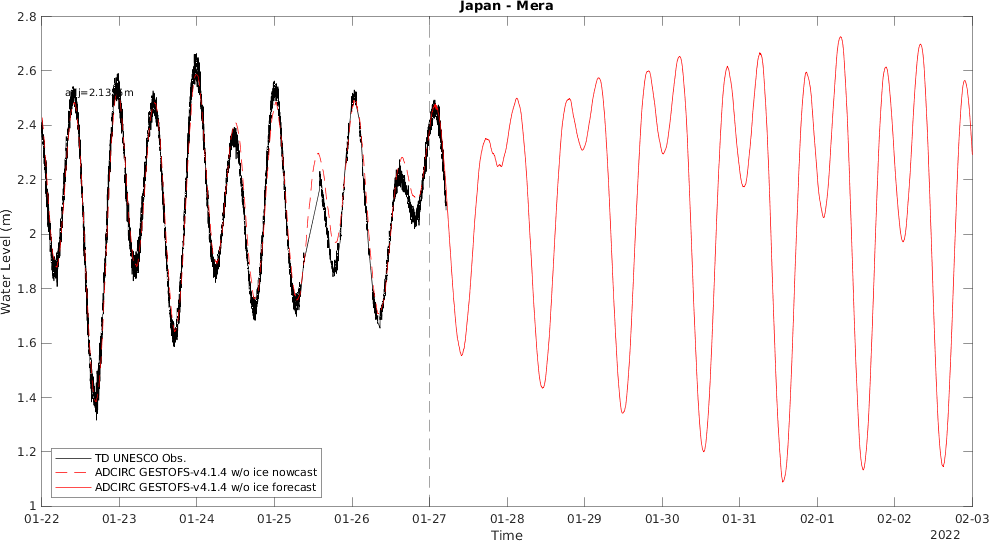 Japan - Mera
2.8
2.6
2.4
2.2
2
1.8
1.6
1.4
1.2
1
Water Level (m)
TD UNESCO Obs.
ADCIRC GESTOFS-v4.1.4 w/o ice nowcast
ADCIRC GESTOFS-v4.1.4 w/o ice forecast
01-22 01-23 01-24 01-25 01-26 01-27 01-28 01-29 01-30 01-31 02-01 02-02 02-03
Time
2022